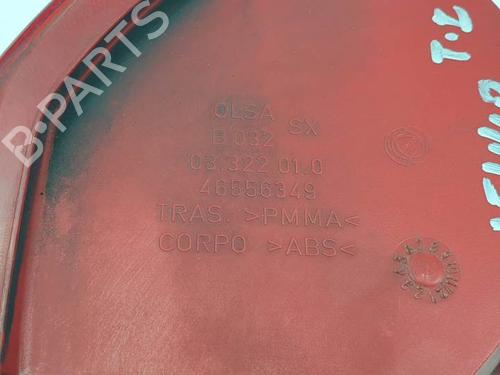 B-PARTS
OLSA SX
B.032
03.322 01.0
46556349
TRAS. >PMMA<
CORPO >ABS<
T.Z